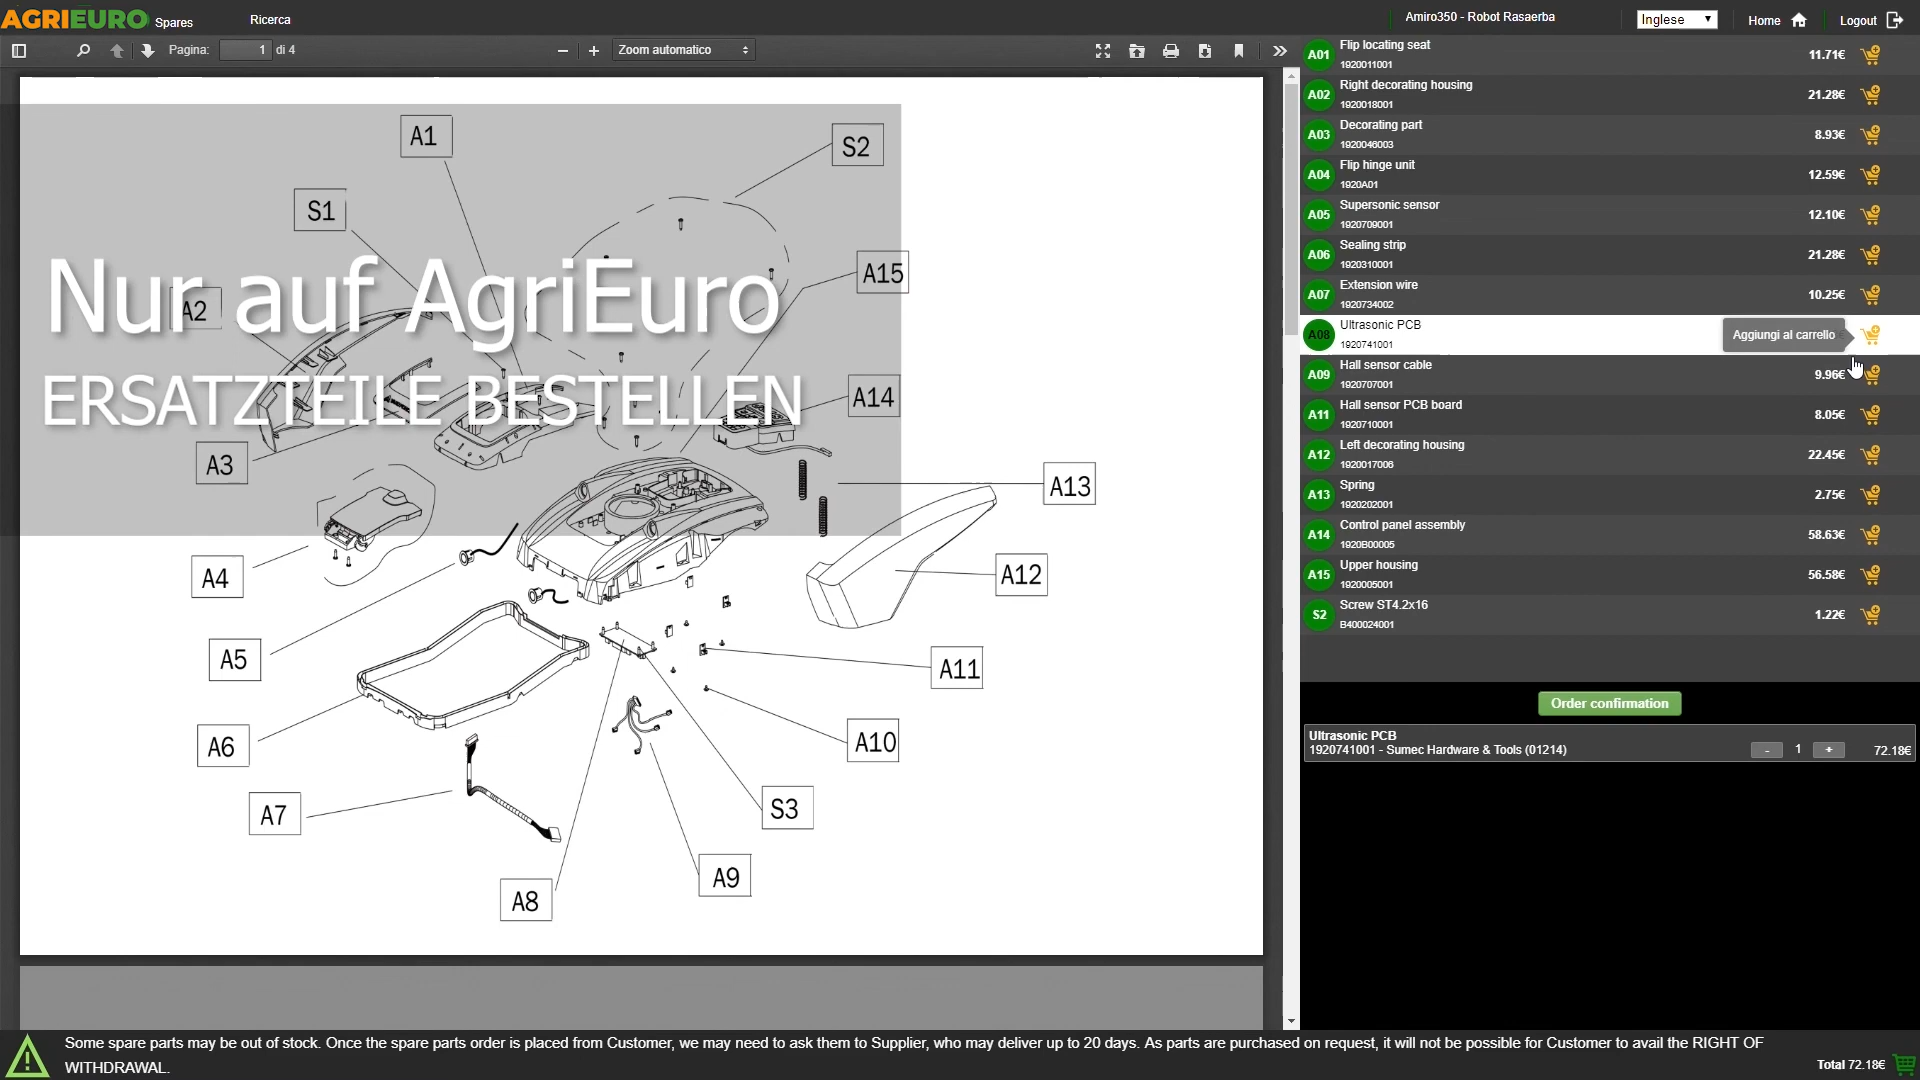 AGRIEURO Spares
Ricerca
Amiro350 - Robot Rasaerba
Inglese
Home
Logout
Pagina: 1 di 4
Zoom automatico
A1
S2
S1
A15
A2
Nur auf AgriEuro
ERSATZTEILE BESTELLEN
A14
A3
A13
A4
A12
A5
A11
A6
A10
A7
S3
A9
A8
A01 Flip locating seat 11.71€
1920011001
A02 Right decorating housing 21.28€
1920018001
A03 Decorating part 8.93€
1920046003
A04 Flip hinge unit 12.59€
1920A01
A05 Supersonic sensor 12.10€
1920709001
A06 Sealing strip 21.28€
1920310001
A07 Extension wire 10.25€
1920734002
A08 Ultrasonic PCB Aggiungi al carrello
1920741001
A09 Hall sensor cable 9.96€
1920707001
A11 Hall sensor PCB board 8.05€
1920710001
A12 Left decorating housing 22.45€
1920017006
A13 Spring 2.75€
1920202001
A14 Control panel assembly 58.63€
1920B00005
A15 Upper housing 56.58€
1920005001
S2 Screw ST4.2x16 1.22€
B400024001
Order confirmation
Ultrasonic PCB
1920741001 - Sumec Hardware & Tools (01214) - 1 + 72.18€
Some spare parts may be out of stock. Once the spare parts order is placed from Customer, we may need to ask them to Supplier, who may deliver up to 20 days. As parts are purchased on request, it will not be possible for Customer to avail the RIGHT OF
WITHDRAWAL.
Total 72.18€